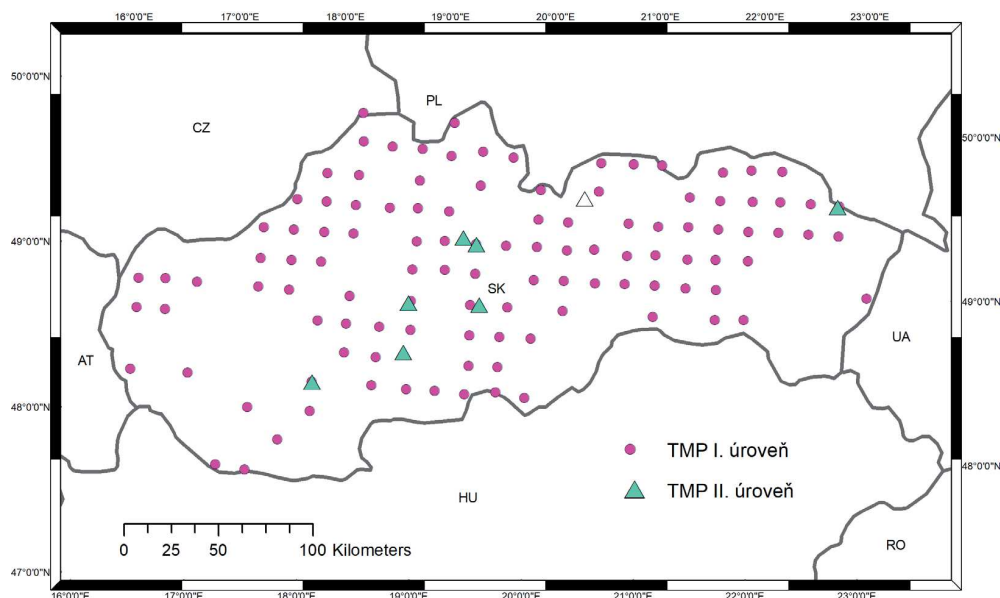 16°0'0"E 17°0'0"E 18°0'0"E 19°0'0"E 20°0'0"E 21°0'0"E 22°0'0"E 23°0'0"E
50°0'0"N
PL
CZ
50°0'0"N
49°0'0"N
SK
49°0'0"N
UA
AT
48°0'0"N
TMP I. úroveň
48°0'0"N
TMP II. úroveň
HU
RO
0 25 50 100 Kilometers
47°0'0"N
16°0'0"E 17°0'0"E 18°0'0"E 19°0'0"E 20°0'0"E 21°0'0"E 22°0'0"E 23°0'0"E